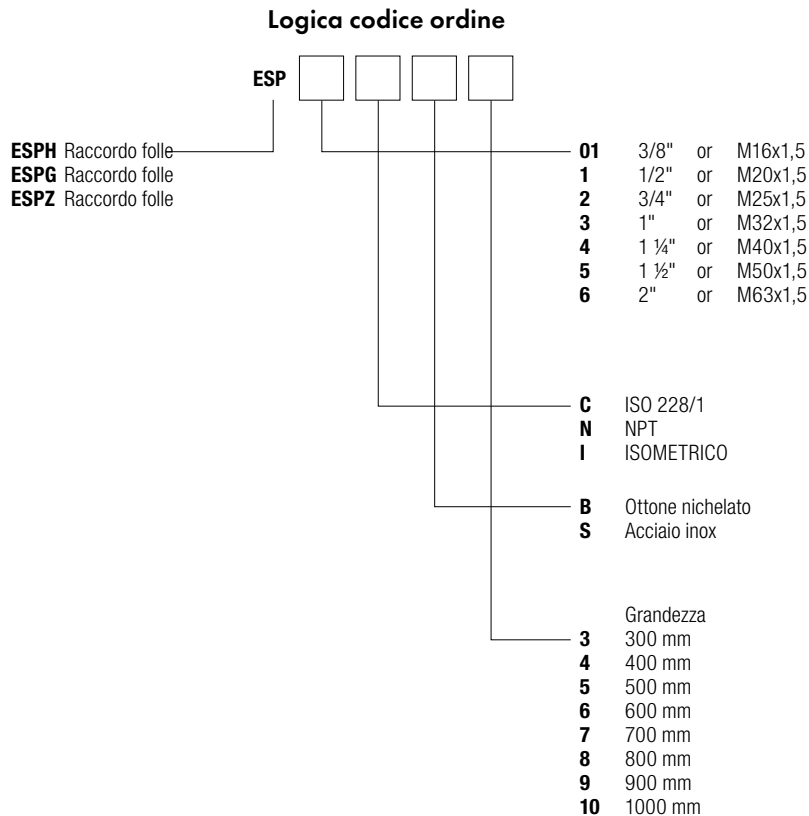 Logica codice ordine
ESP
ESPH Raccordo folle
ESPG Raccordo folle
ESPZ Raccordo folle
01 3/8" or M16x1,5
1 1/2" or M20x1,5
2 3/4" or M25x1,5
3 1" or M32x1,5
4 1 ¼" or M40x1,5
5 1 ½" or M50x1,5
6 2" or M63x1,5
C ISO 228/1
N NPT
I ISOMETRICO
B Ottone nichelato
S Acciaio inox
Grandezza
3 300 mm
4 400 mm
5 500 mm
6 600 mm
7 700 mm
8 800 mm
9 900 mm
10 1000 mm